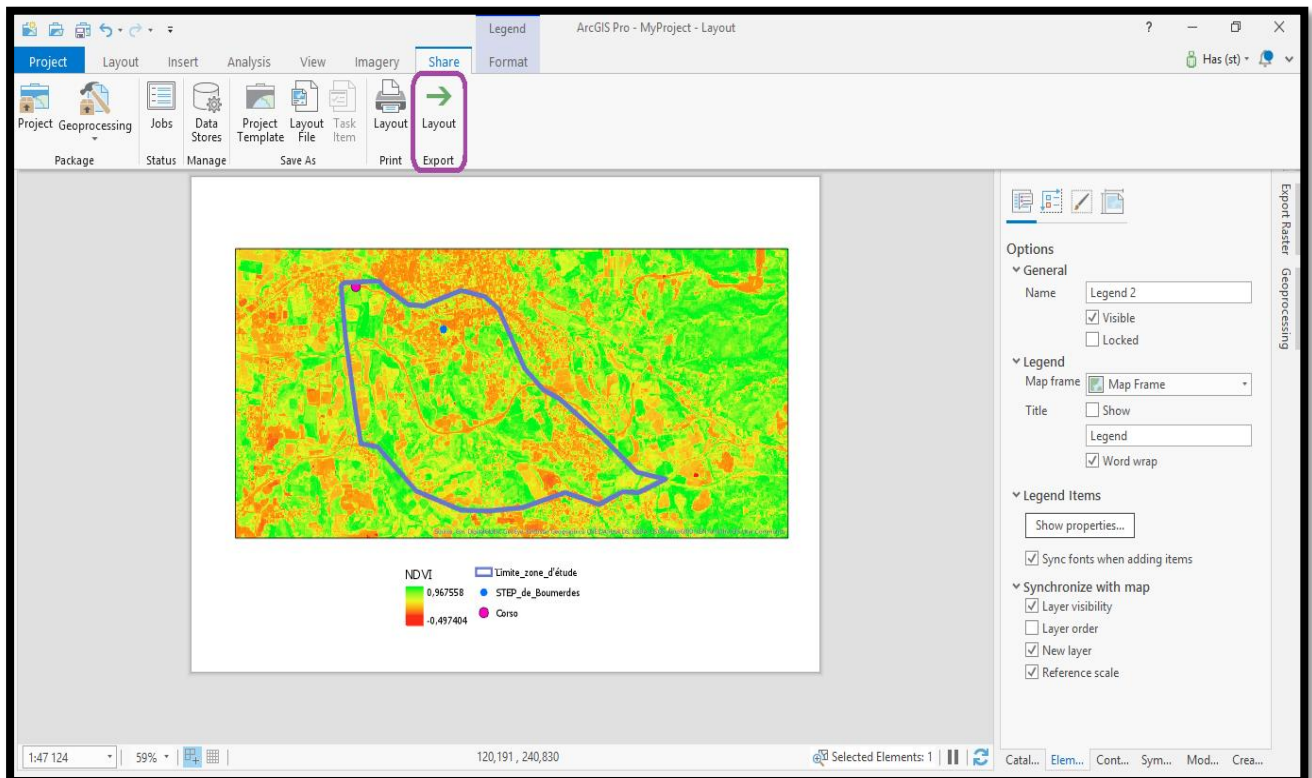 Legend
ArcGIS Pro - MyProject - Layout
?
Project Layout Insert Analysis View Imagery Share Format
Has (st)
Project Geoprocessing Jobs Data Stores Project Template Layout File Task Item Layout Layout
Package Status Manage Save As Print Export
Export Raster
Geoprocessing
Options
General
Name Legend 2
Visible
Locked
Legend
Map frame Map Frame
Title Show
Legend
Word wrap
Legend Items
Show properties...
Sync fonts when adding items
Synchronize with map
Layer visibility
Layer order
New layer
Reference scale
NDVI
0,967558
-0,497404
Limite_zone_d'étude
STEP_de_Boumerdes
Corso
1:47 124 59% 120,191 , 240,830 Selected Elements: 1
Catal... Elem... Cont... Sym... Mod... Crea...